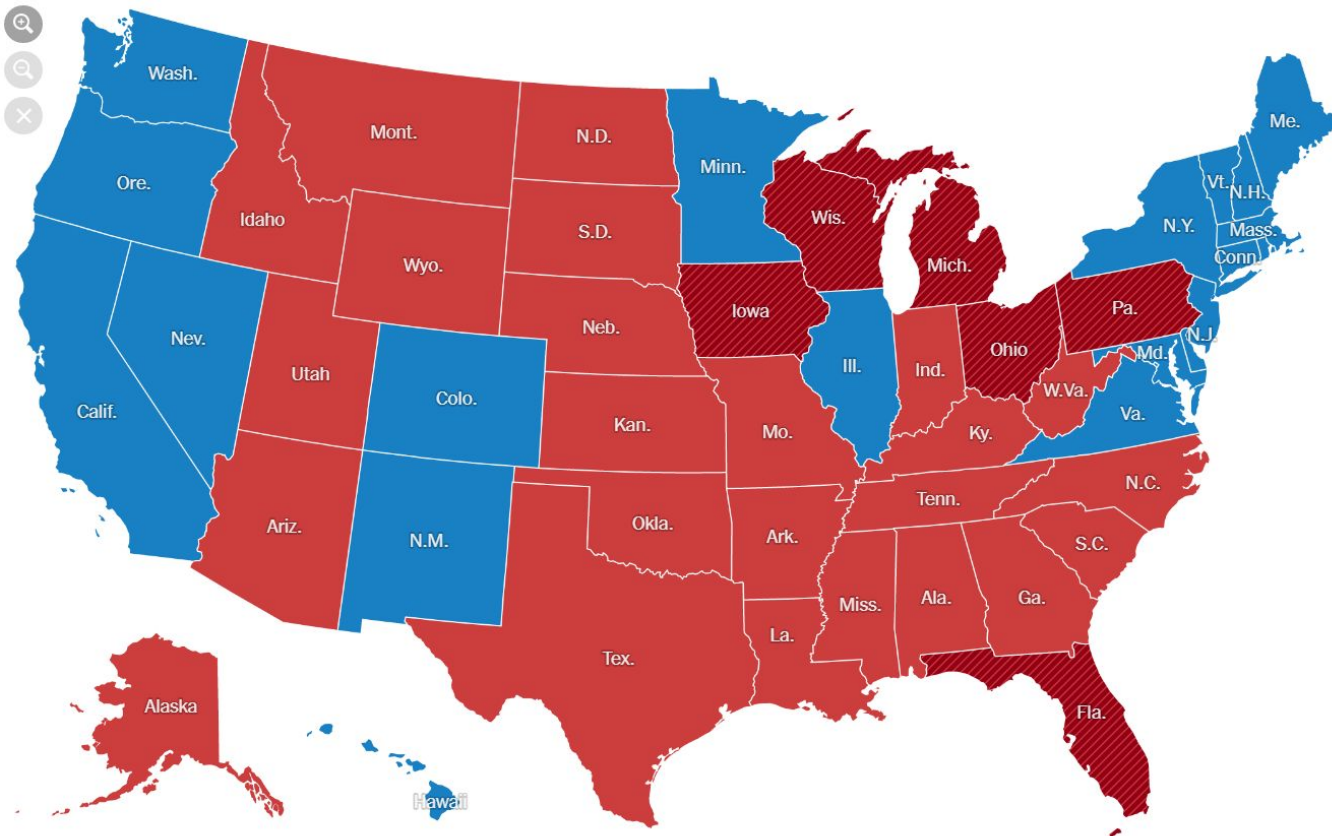 Wash.
Mont.
N.D.
Minn.
Me.
Ore.
Idaho
S.D.
Wis.
Vt.
N.H.
N.Y.
Mass.
Wyo.
Mich.
Conn.
Iowa
Pa.
Nev.
Neb.
N.J.
Ohio
Md.
Utah
Ill.
Ind.
W.Va.
Colo.
Calif.
Kan.
Mo.
Ky.
Va.
N.C.
Tenn.
Ariz.
N.M.
Okla.
Ark.
S.C.
Miss.
Ala.
Ga.
La.
Tex.
Alaska
Fla.
Hawaii